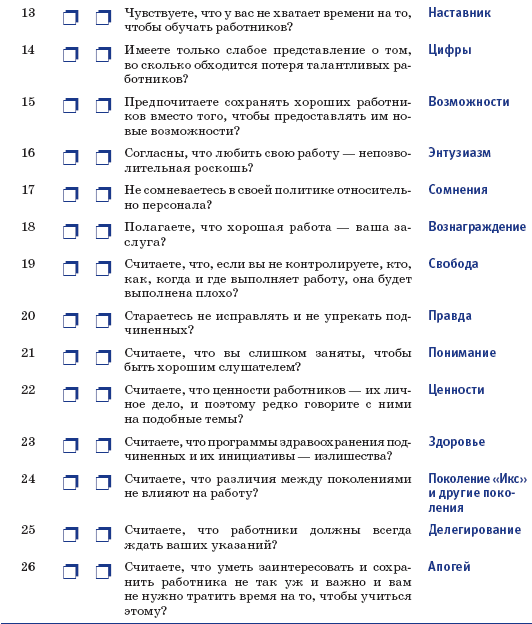 13 Чувствуете, что у вас не хватает времени на то, Наставник
чтобы обучать работников?
14 Имеете только слабое представление о том, Цифры
во сколько обходится потеря талантливых ра-
ботников?
15 Предпочитаете сохранять хороших работни- Возможности
ков вместо того, чтобы предоставлять им но-
вые возможности?
16 Согласны, что любить свою работу — непозво- Энтузиазм
лительная роскошь?
17 Не сомневаетесь в своей политике относитель- Сомнения
но персонала?
18 Полагаете, что хорошая работа — ваша за- Вознаграждение
слуга?
19 Считаете, что, если вы не контролируете, кто, Свобода
как, когда и где выполняет работу, она будет
выполнена плохо?
20 Стараетесь не исправлять и не упрекать под- Правда
чиненных?
21 Считаете, что вы слишком заняты, чтобы Понимание
быть хорошим слушателем?
22 Считаете, что ценности работников — их лич- Ценности
ное дело, и поэтому редко говорите с ними
на подобные темы?
23 Считаете, что программы здравоохранения под- Здоровье
чиненных и их инициативы — излишества?
24 Считаете, что различия между поколениями Поколение «Икс»
не влияют на работу? и другие поко-
ления
25 Считаете, что работники должны всегда Делегирование
ждать ваших указаний?
26 Считаете, что уметь заинтересовать и сохра- Апогей
нить работника не так уж и важно и вам
не нужно тратить время на то, чтобы учиться
этому?